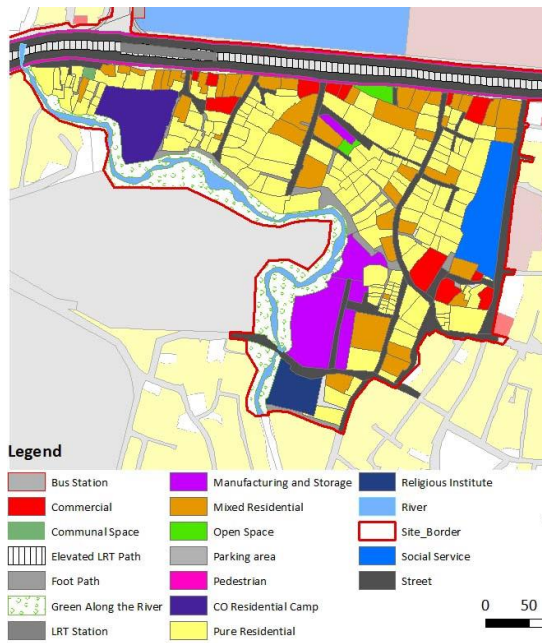 Legend
Bus Station
Manufacturing and Storage
Religious Institute
Commercial
Mixed Residential
River
Communal Space
Open Space
Site_Border
Elevated LRT Path
Parking area
Social Service
Foot Path
Pedestrian
Street
Green Along the River
CO Residential Camp
LRT Station
Pure Residential
0 50